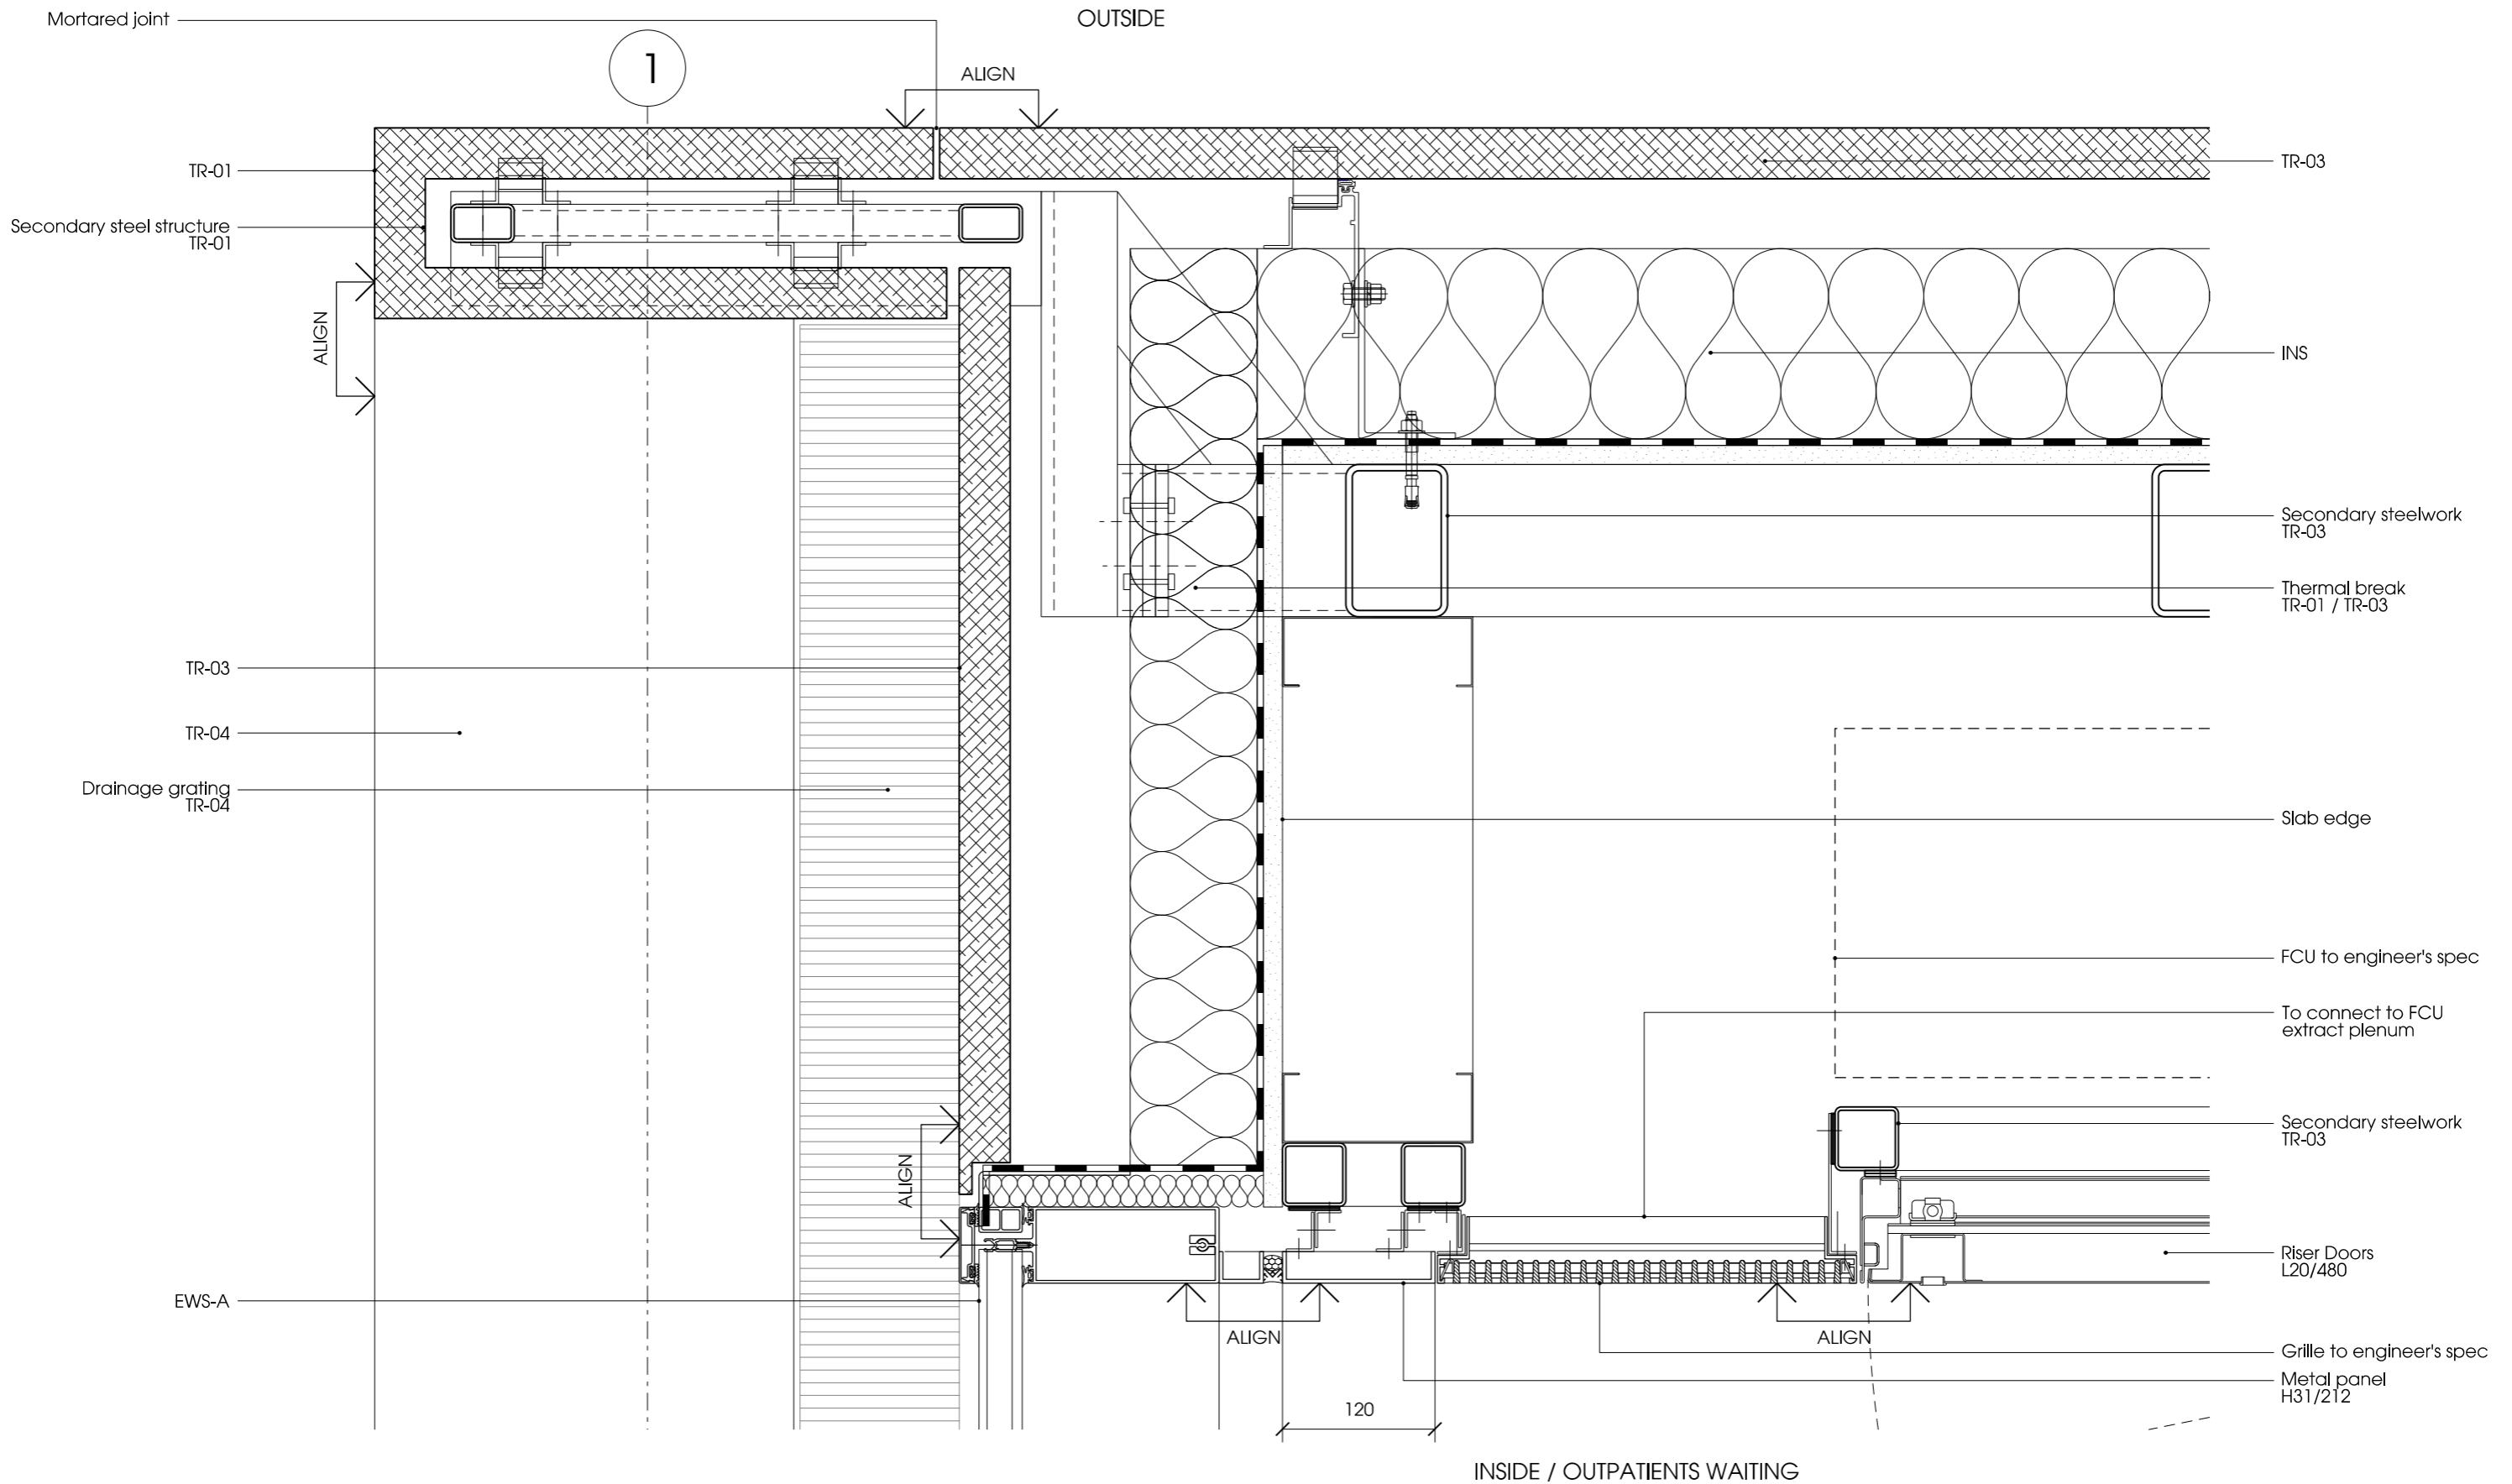 OUTSIDE
Mortared joint
1
ALIGN
TR-01
Secondary steel structure
TR-01
ALIGN
TR-03
TR-04
Drainage grating
TR-04
ALIGN
EWS-A
TR-03
INS
Secondary steelwork
TR-03
Thermal break
TR-01 / TR-03
Slab edge
FCU to engineer's spec
To connect to FCU
extract plenum
Secondary steelwork
TR-03
Riser Doors
L20/480
ALIGN
ALIGN
Grille to engineer's spec
Metal panel
H31/212
120
INSIDE / OUTPATIENTS WAITING